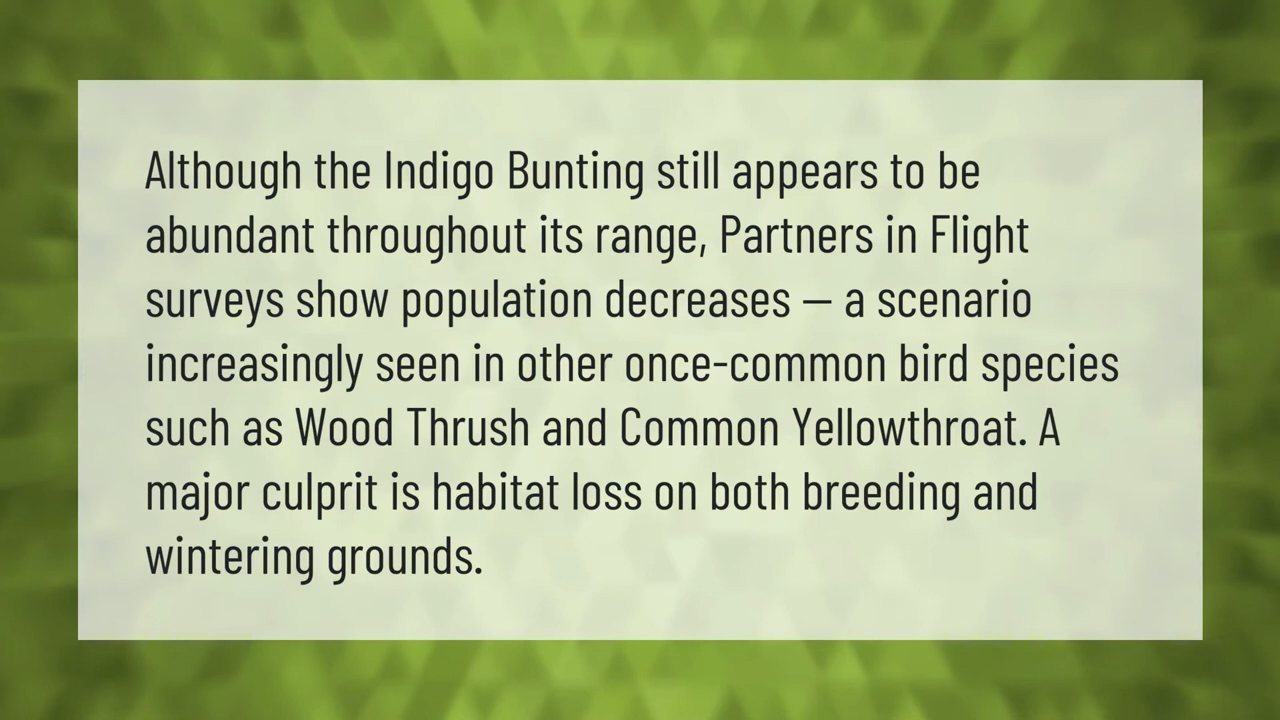 Although the Indigo Bunting still appears to be
abundant throughout its range, Partners in Flight
surveys show population decreases — a scenario
increasingly seen in other once-common bird species
such as Wood Thrush and Common Yellowthroat. A
major culprit is habitat loss on both breeding and
wintering grounds.